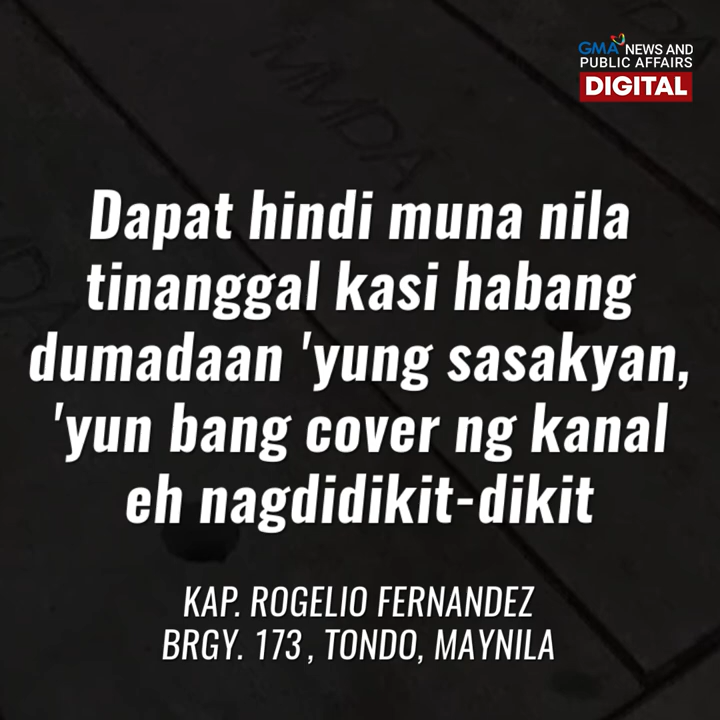 GMA NEWS AND
PUBLIC AFFAIRS
DIGITAL
MMDA
Dapat hindi muna nila
tinanggal kasi habang
dumadaan 'yung sasakyan,
'yun bang cover ng kanal
eh nagdidikit-dikit
KAP. ROGELIO FERNANDEZ
BRGY. 173, TONDO, MAYNILA